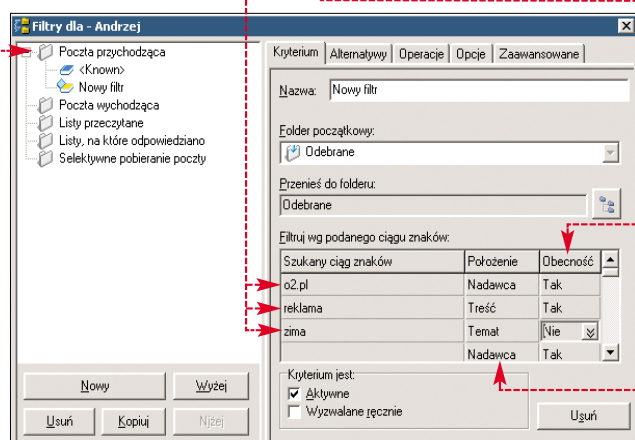 Filtry dla - Andrzej
Poczta przychodząca
<Known>
Nowy filtr
Poczta wychodząca
Listy przeczytane
Listy, na które odpowiedziano
Selektywne pobieranie poczty
Nowy
Wyżej
Usuń
Kopiuj
Niżej
Kryterium
Alternatywy
Operacje
Opcje
Zaawansowane
Nazwa: Nowy filtr
Folder początkowy:
Odebrane
Przenieś do folderu:
Odebrane
Filtruj wg podanego ciągu znaków:
Szukany ciąg znaków Położenie Obecność
o2.pl Nadawca Tak
reklama Treść Tak
zima Temat Nie
Nadawca Tak
Kryterium jest:
Aktywne
Wyzwalane ręcznie
Usuń